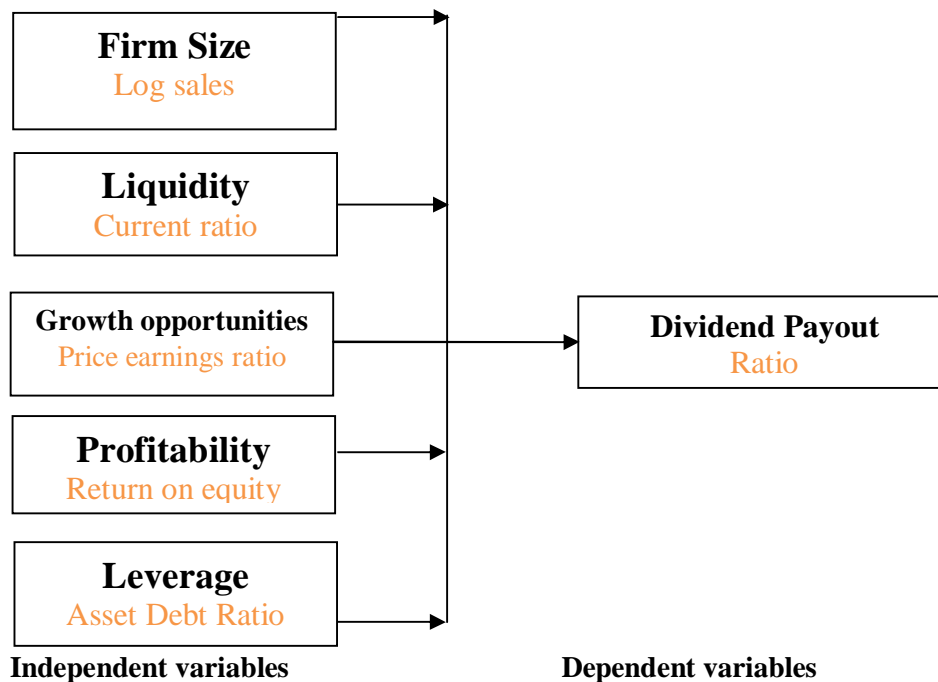 Firm Size
Log sales
Liquidity
Current ratio
Growth opportunities
Price earnings ratio
Dividend Payout
Ratio
Profitability
Return on equity
Leverage
Asset Debt Ratio
Independent variables
Dependent variables